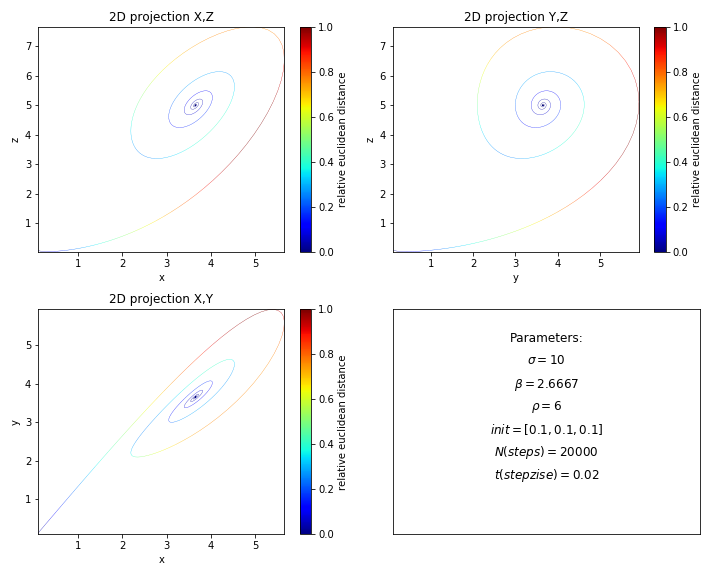 2D projection X,Z
7
6
5
4
3
2
1
z
1 2 3 4 5
x
1.0
0.8
0.6
0.4
0.2
0.0
relative euclidean distance
2D projection Y,Z
7
6
5
4
3
2
1
z
1 2 3 4 5
y
1.0
0.8
0.6
0.4
0.2
0.0
relative euclidean distance
2D projection X,Y
5
4
3
2
1
y
1 2 3 4 5
x
1.0
0.8
0.6
0.4
0.2
0.0
relative euclidean distance
Parameters:
σ = 10
β = 2.6667
ρ = 6
init = [0.1, 0.1, 0.1]
N(steps) = 20000
t(stepzise) = 0.02